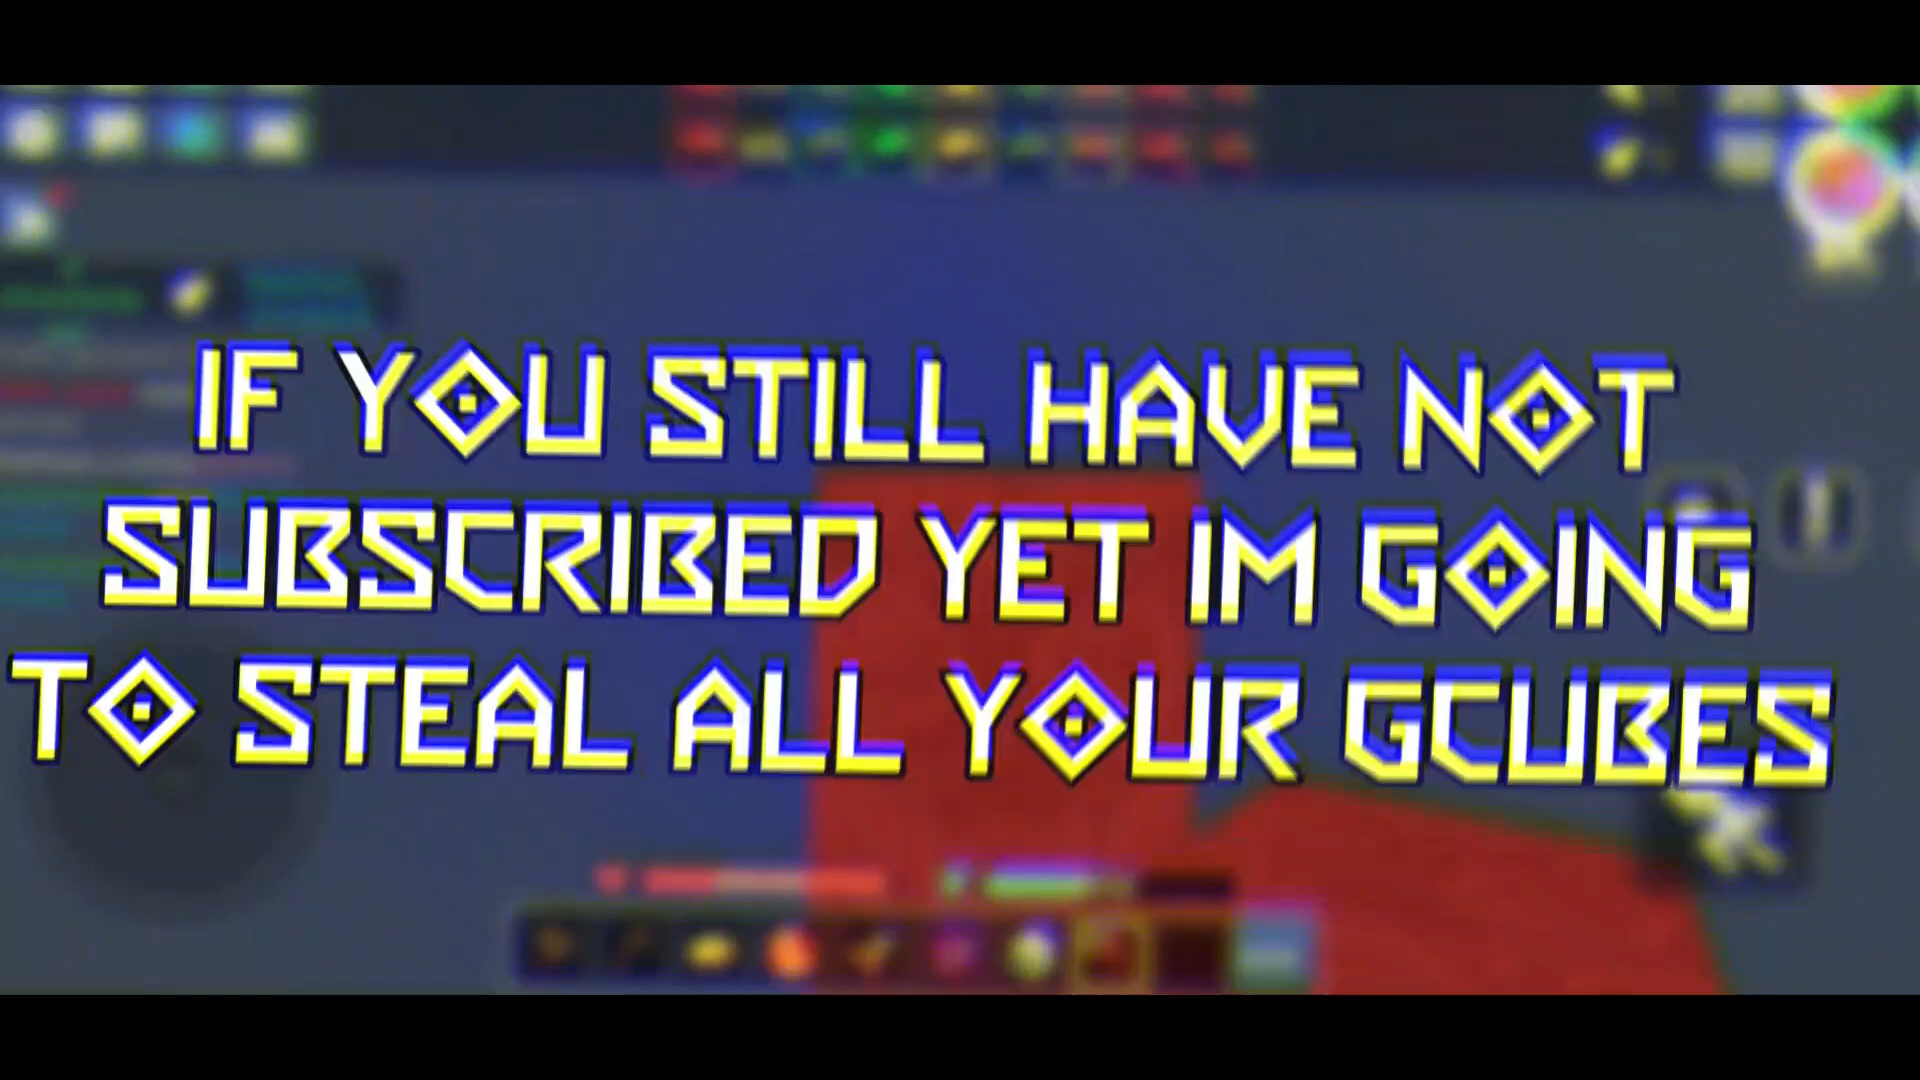 IF YOU STILL HAVE NOT
SUBSCRIBED YET IM GOING
TO STEAL ALL YOUR GCUBES